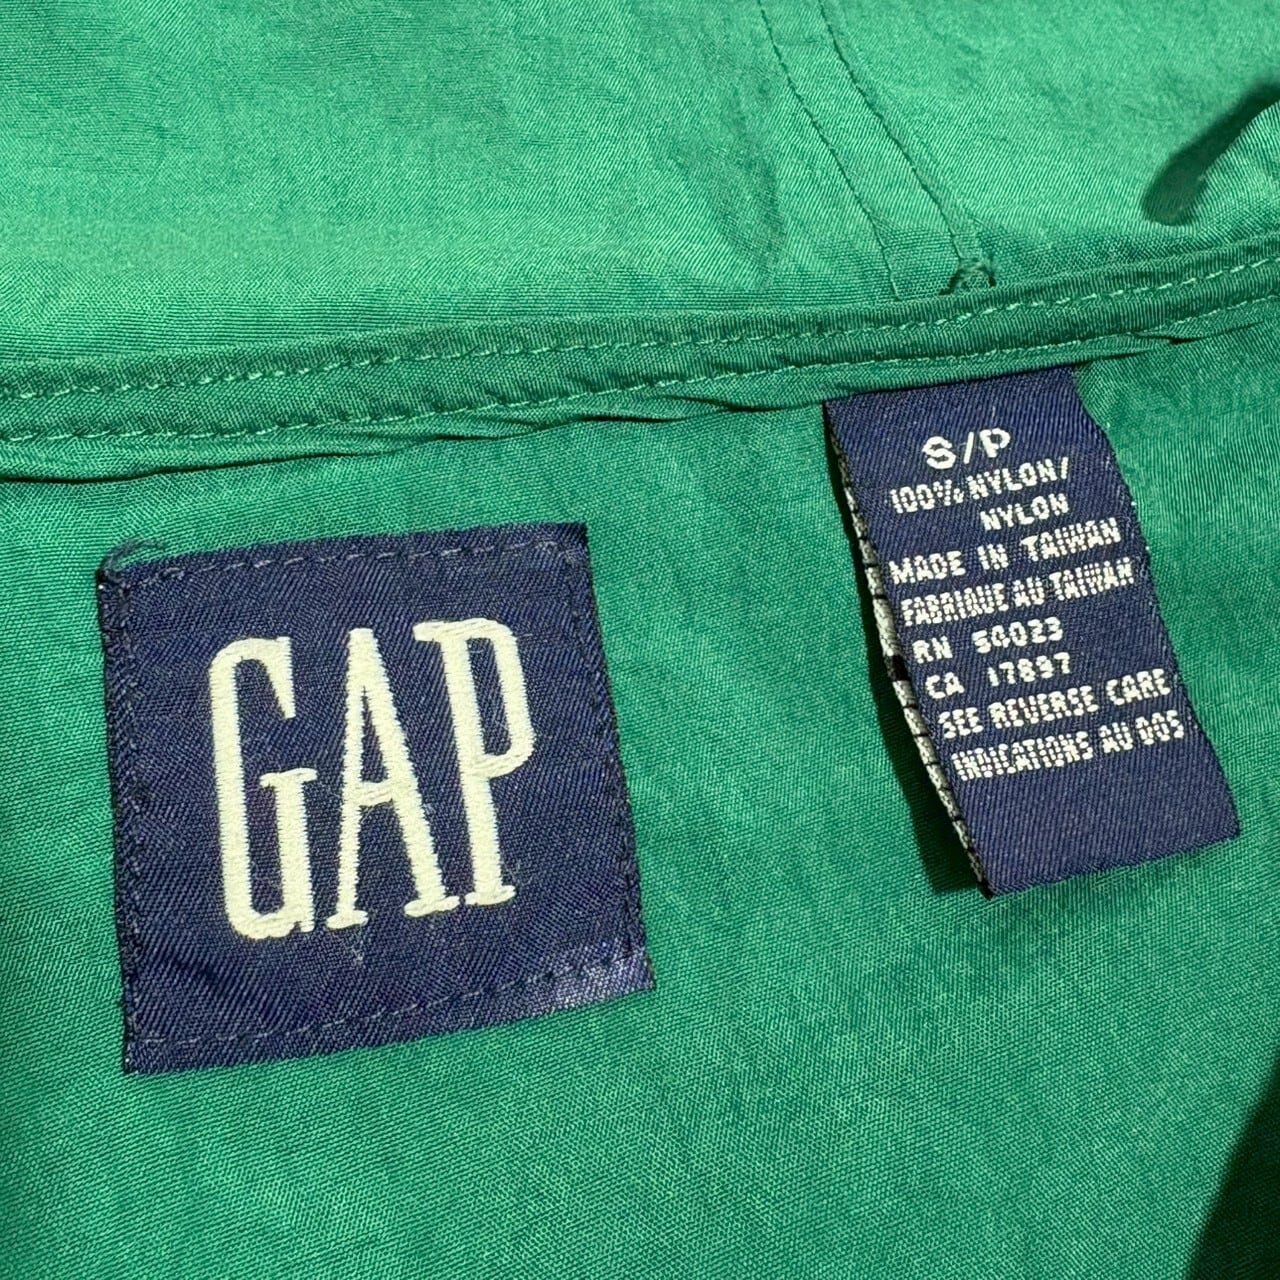 GAP
S/P
100% NYLON/
NYLON
MADE IN TAIWAN
FABRIQUE AU TAIWAN
RN 54023
CA 17897
SEE REVERSE CARE
INDICATIONS AU DOS